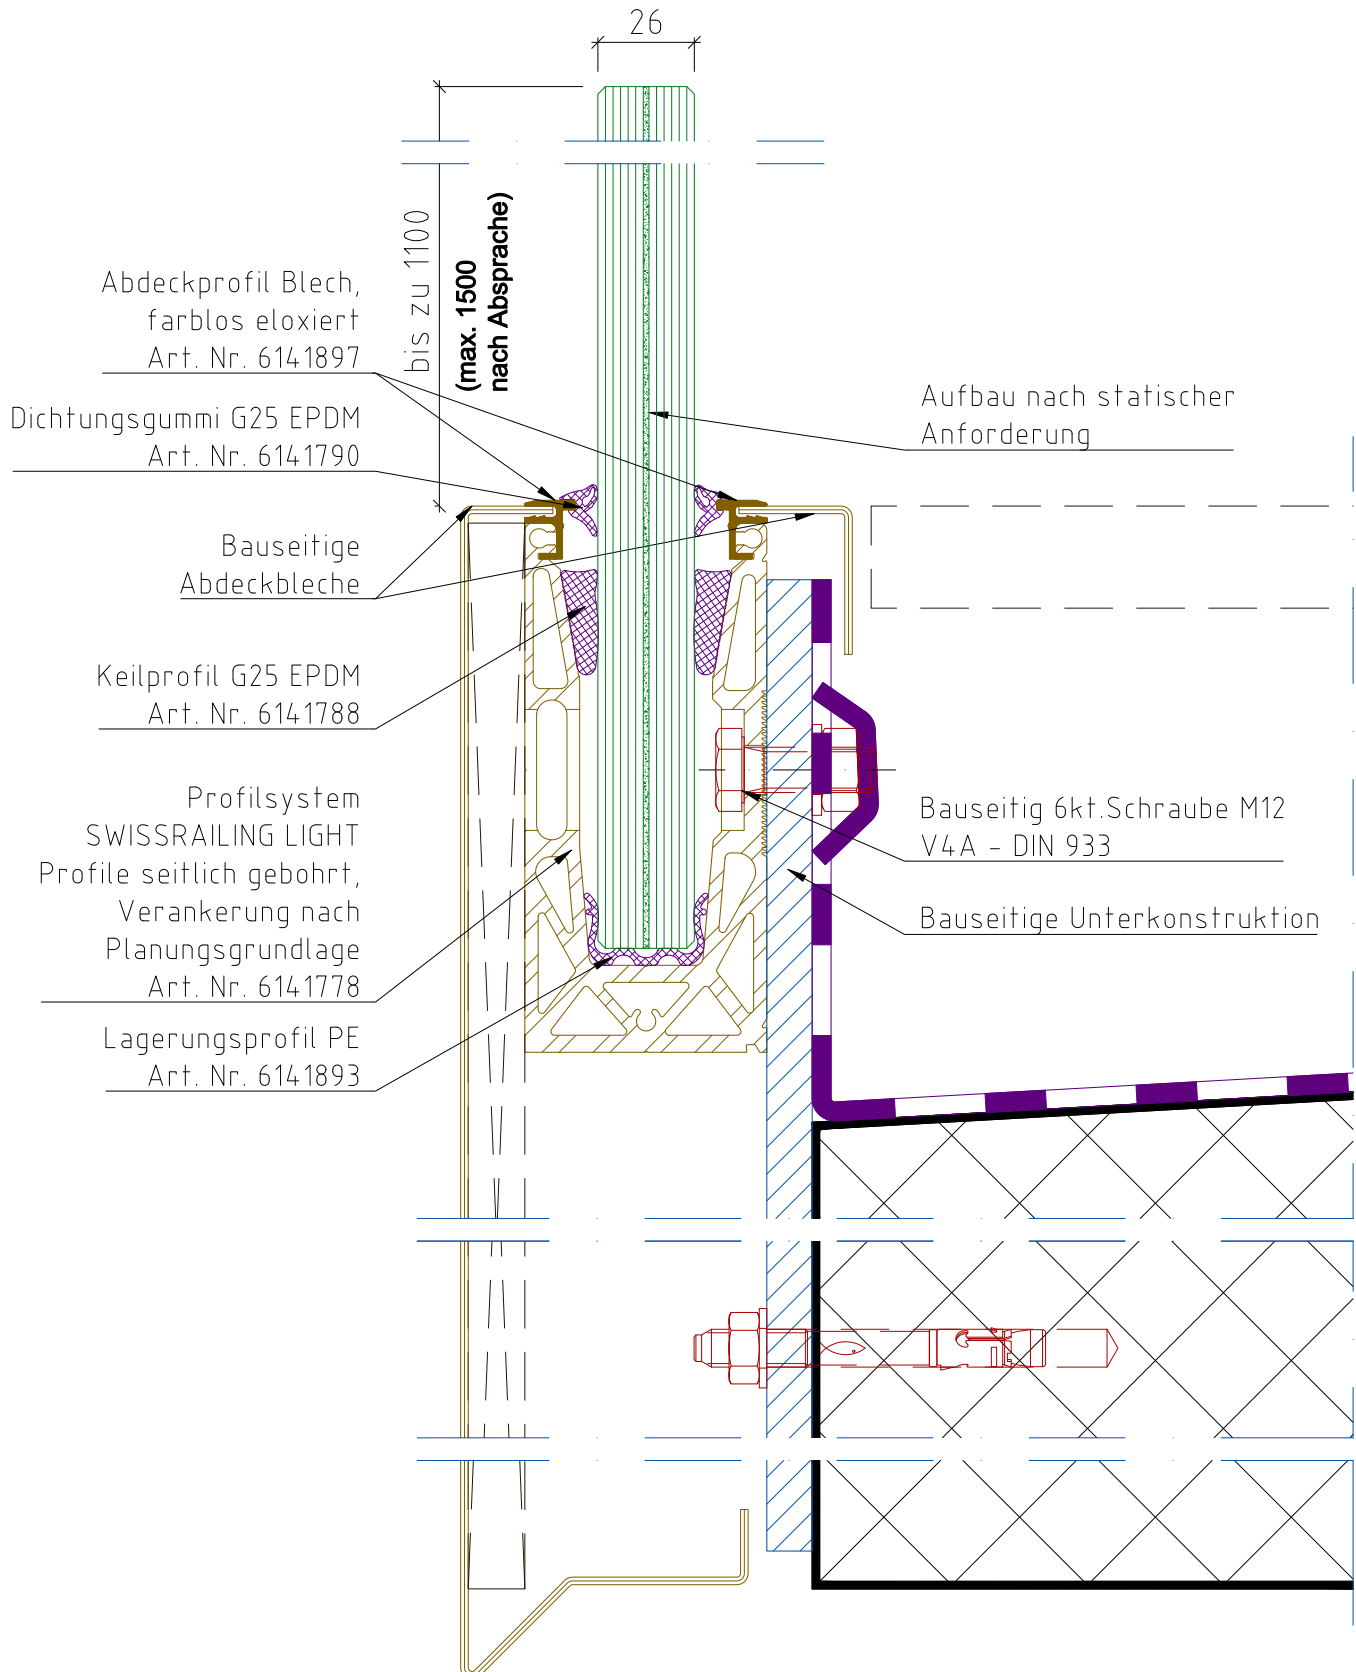 26
bis zu 1100
(max. 1500
nach Absprache)
Abdeckprofil Blech,
farblos eloxiert
Art. Nr. 6141897
Dichtungsgummi G25 EPDM
Art. Nr. 6141790
Bauseitige
Abdeckbleche
Keilprofil G25 EPDM
Art. Nr. 6141788
Profilsystem
SWISSRAILING LIGHT
Profile seitlich gebohrt,
Verankerung nach
Planungsgrundlage
Art. Nr. 6141778
Lagerungsprofil PE
Art. Nr. 6141893
Aufbau nach statischer
Anforderung
Bauseitig 6kt.Schraube M12
V4A - DIN 933
Bauseitige Unterkonstruktion